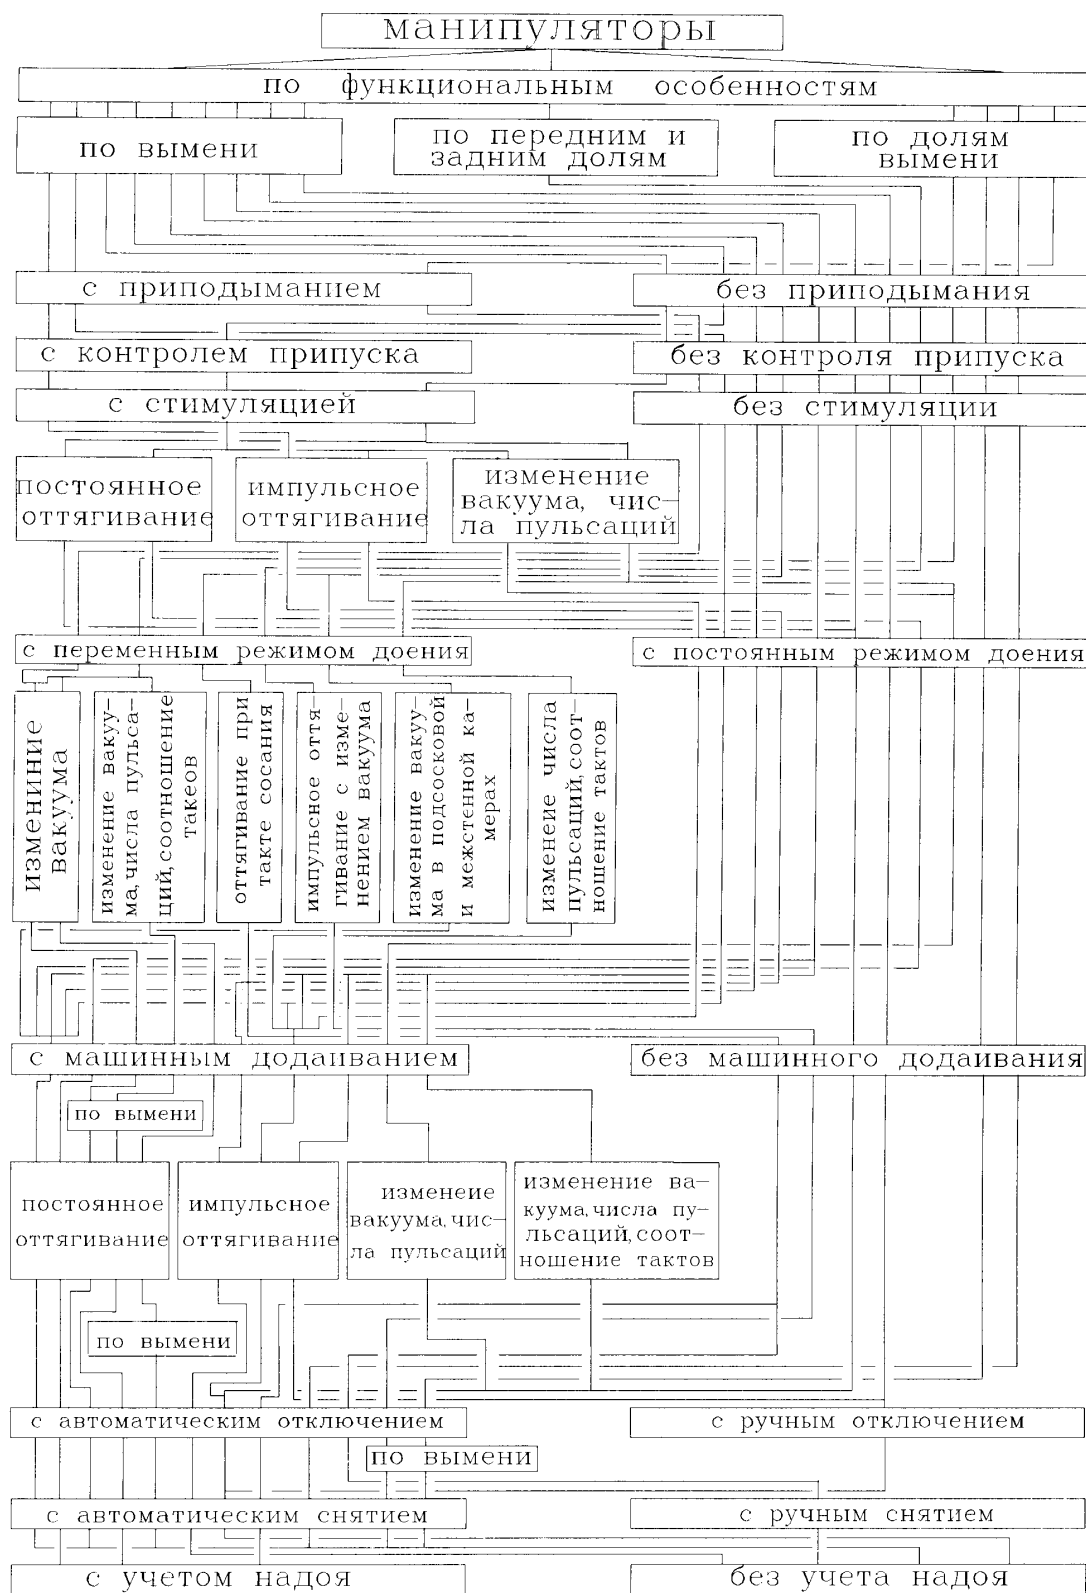 манипуляторы
по функциональным особенностям
по вымени
по передним и
задним долям
по долям
вымени
с приподыманием
без приподымания
с контролем припуска
без контроля припуска
с стимуляцией
без стимуляции
постоянное
оттягивание
импульсное
оттягивание
изменение
вакуума, чис-
ла пульсаций
с переменным режимом доения
с постоянным режимом доения
измениние
вакуума
изменение вакуу-
ма, числа пульса-
ций, соотношение
такеов
оттягивание при
такте сосания
импульсное оття-
гивание с изме-
нением вакуума
изменение вакуу-
ма в подсосковой
и межстенной ка-
мерах
изменеие числа
пульсаций, соот-
ношение тактов
с машинным додаиванием
без машинного додаивания
по вымени
постоянное
оттягивание
импульсное
оттягивание
изменеие
вакуума, чис-
ла пульсаций
изменение ва-
куума, числа пу-
льсаций, соот-
ношение тактов
по вымени
с автоматическим отключением
с ручным отключением
по вымени
с автоматическим снятием
с ручным снятием
с учетом надоя
без учета надоя